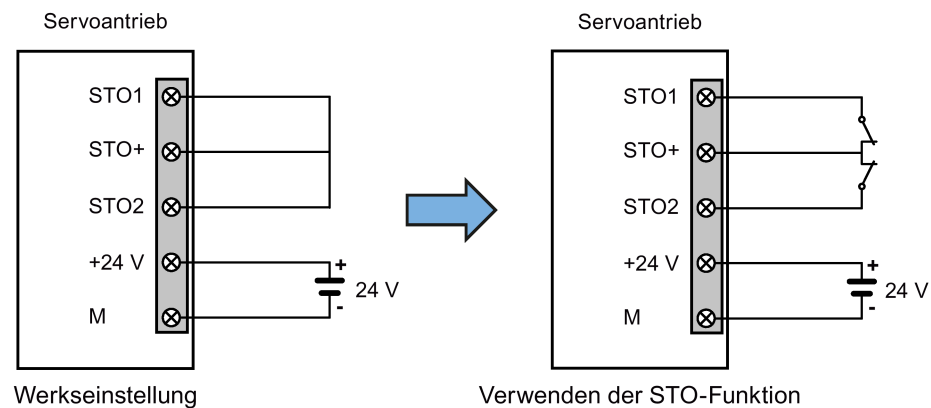 Servoantrieb
STO1
STO+
STO2
+24 V
M
+
24 V
-
Werkseinstellung
Servoantrieb
STO1
STO+
STO2
+24 V
M
+
24 V
-
Verwenden der STO-Funktion